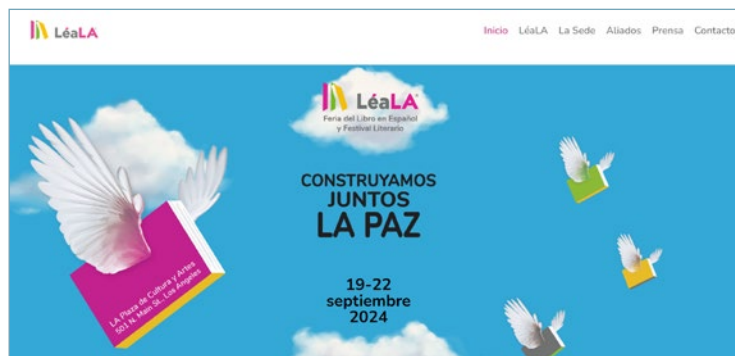 LéaLA
Inicio LéaLA La Sede Aliados Prensa Contacto
LéaLA
Feria del Libro en Español
y Festival Literario
CONSTRUYAMOS
JUNTOS
LA PAZ
19-22
septiembre
2024
LA Plaza de Cultura y Artes
501 N. Main St., Los Angeles